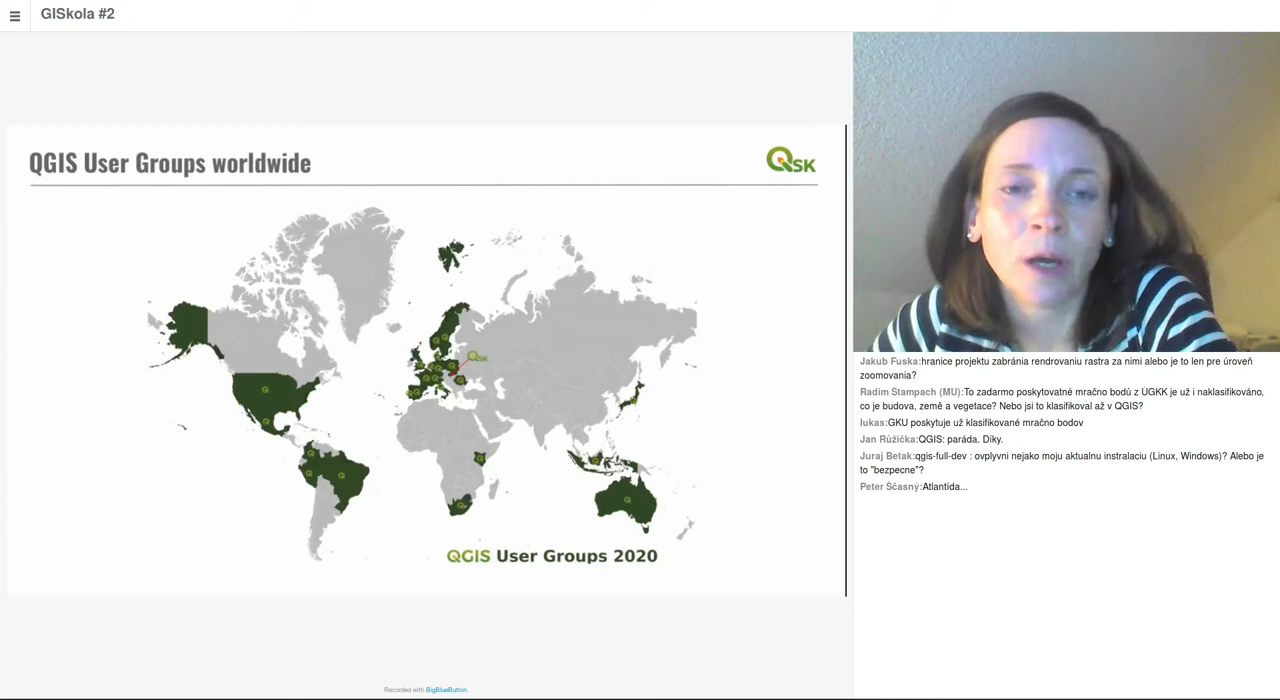 GISkola #2
QGIS User Groups worldwide
QSK
QSK
QGIS User Groups 2020
Recorded with BigBlueButton.
Jakub Fuska:hranice projektu zabránia rendrovaniu rastra za nimi alebo je to len pre úroveň
zoomovania?
Radim Štampach (MU):To zadarmo poskytovatné mračno bodů z ÚGKK je už i naklasifikováno,
co je budova, země a vegetace? Nebo jsi to klasifikoval až v QGIS?
lukas:GKU poskytuje už klasifikované mračno bodov
Jan Růžička:QGIS: paráda. Díky.
Juraj Betak:qgis-full-dev : ovplyvni nejako moju aktualnu instralaciu (Linux, Windows)? Alebo je
to "bezpecne"?
Peter Ščasný:Atlantída...